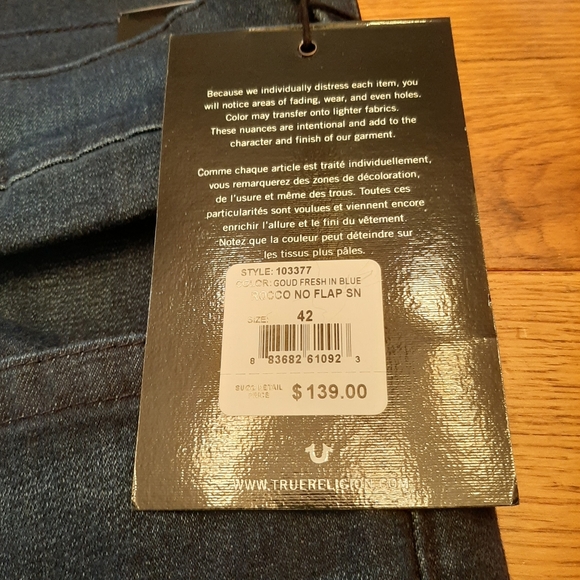 Because we individually distress each item, you
will notice areas of fading, wear, and even holes.
Color may transfer onto lighter fabrics.
These nuances are intentional and add to the
character and finish of our garment.
Comme chaque article est traité individuellement,
vous remarquerez des zones de décoloration,
de l'usure et même des trous. Toutes ces
particularités sont voulues et viennent encore
enrichir l'allure et le fini du vêtement.
Notez que la couleur peut déteindre sur
les tissus plus pâles.
STYLE: 103377
COLOR: GOUD FRESH IN BLUE
NO FLAP SN
SIZE: 42
8 83682 61092 3
RETAIL
PRICE $139.00
WWW.TRUERELIGION.COM